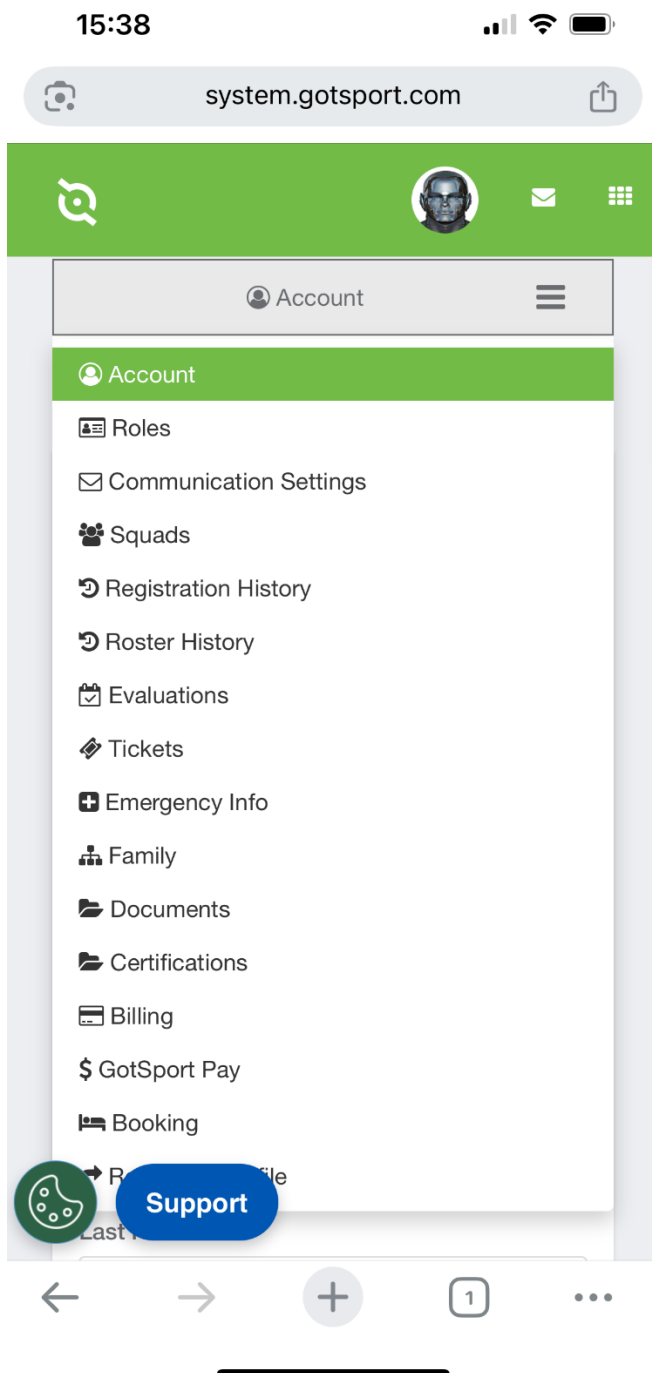 15:38
system.gotsport.com
Account
Account
Roles
Communication Settings
Squads
Registration History
Roster History
Evaluations
Tickets
Emergency Info
Family
Documents
Certifications
Billing
$ GotSport Pay
Booking
Support
Last
1